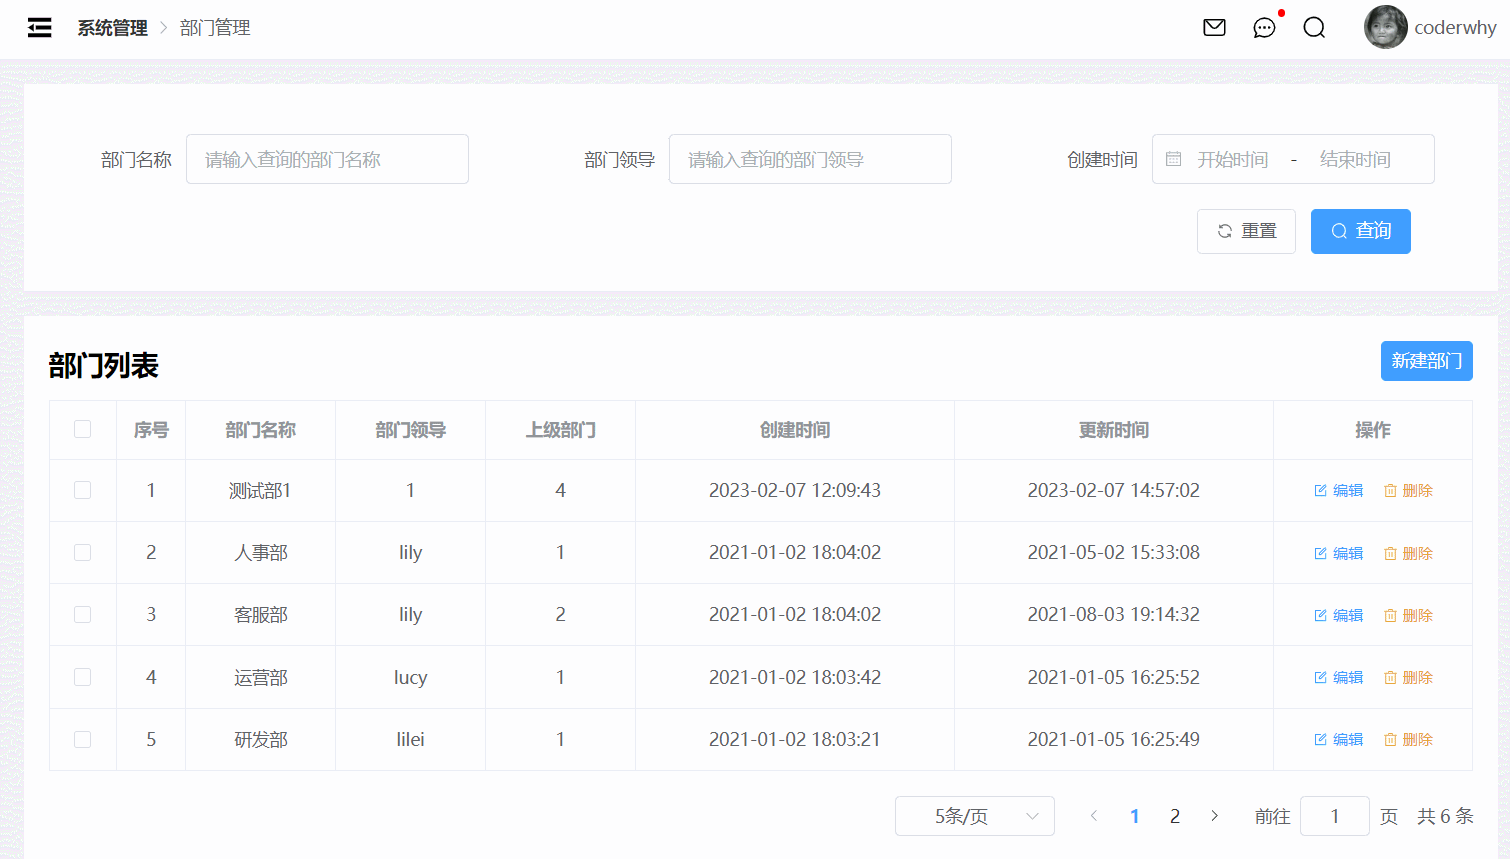 系统管理 > 部门管理 coderwhy
部门名称 请输入查询的部门名称 部门领导 请输入查询的部门领导 创建时间 开始时间 - 结束时间
重置 查询
部门列表 新建部门
序号 部门名称 部门领导 上级部门 创建时间 更新时间 操作
1 测试部1 1 4 2023-02-07 12:09:43 2023-02-07 14:57:02 编辑 删除
2 人事部 lily 1 2021-01-02 18:04:02 2021-05-02 15:33:08 编辑 删除
3 客服部 lily 2 2021-01-02 18:04:02 2021-08-03 19:14:32 编辑 删除
4 运营部 lucy 1 2021-01-02 18:03:42 2021-01-05 16:25:52 编辑 删除
5 研发部 lilei 1 2021-01-02 18:03:21 2021-01-05 16:25:49 编辑 删除
5条/页 1 2 前往 1 页 共 6 条